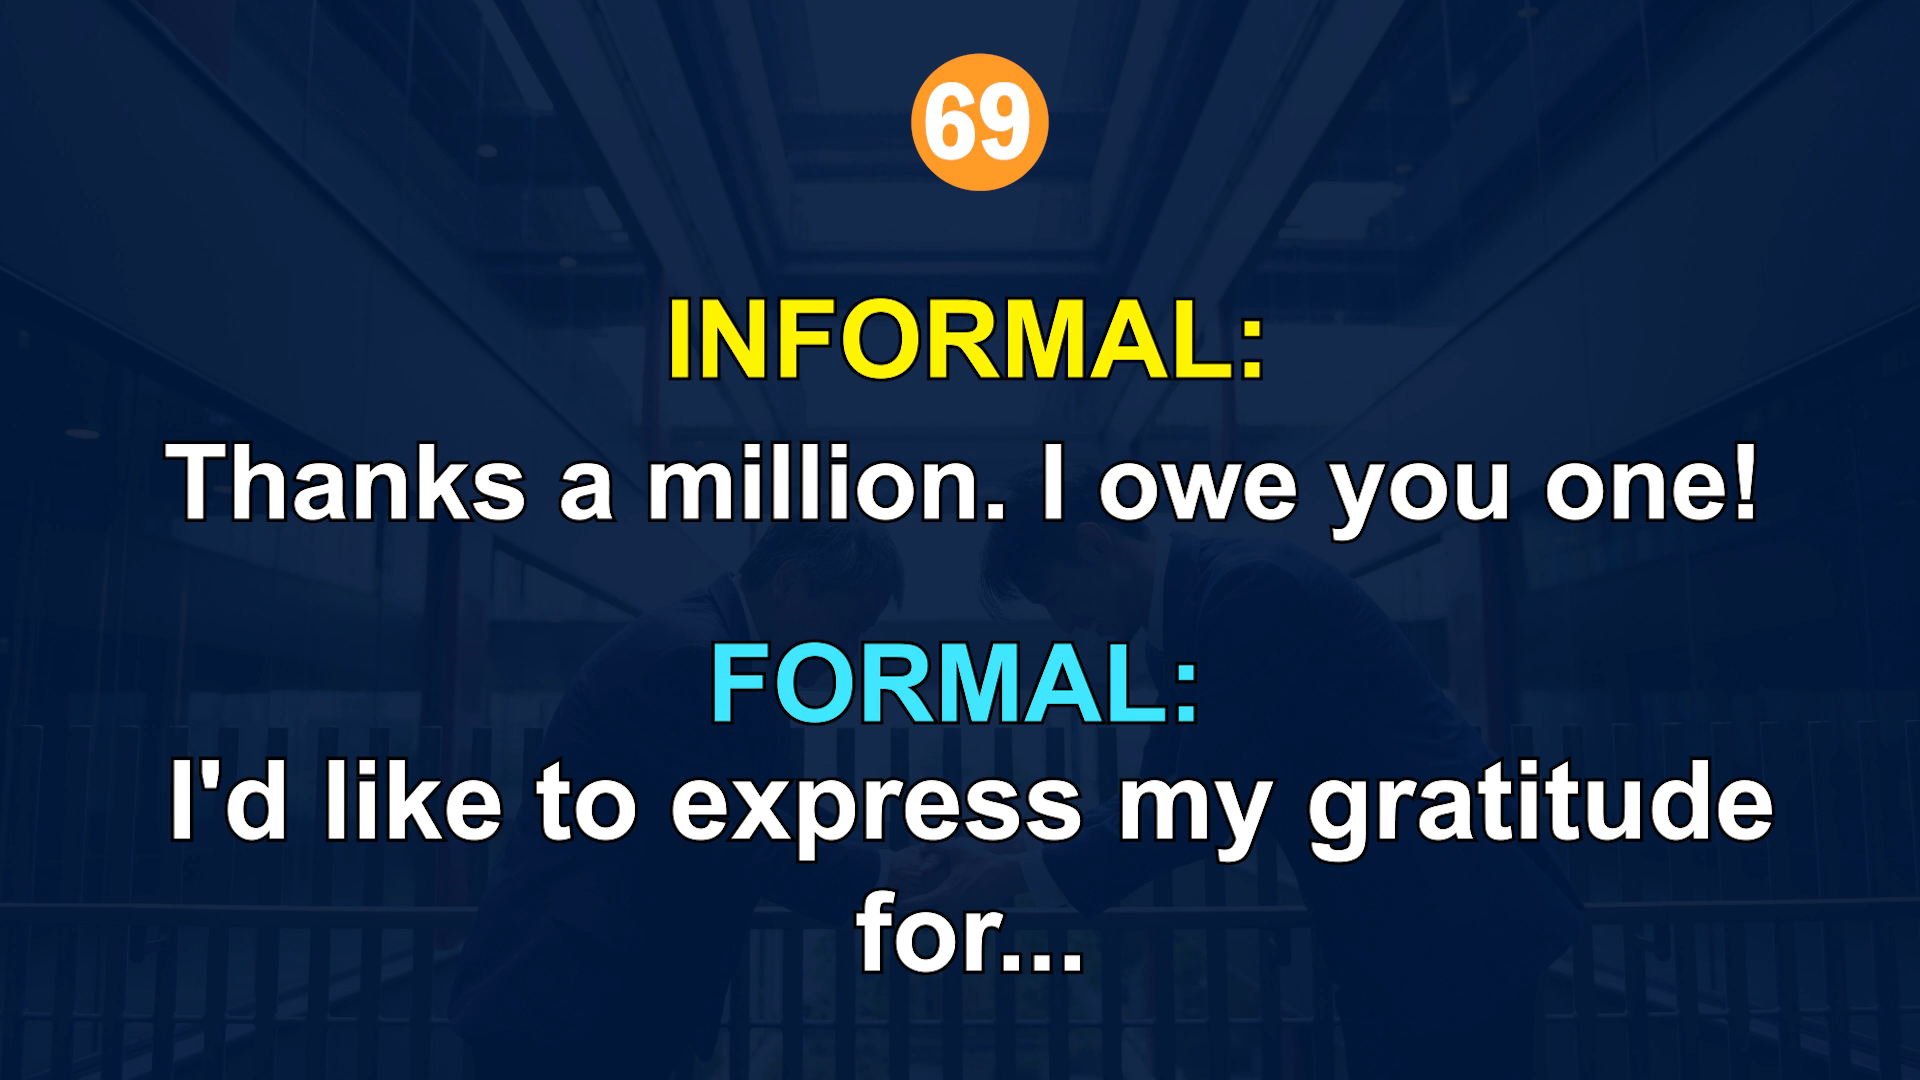 69
INFORMAL:
Thanks a million. I owe you one!
FORMAL:
I'd like to express my gratitude
for...